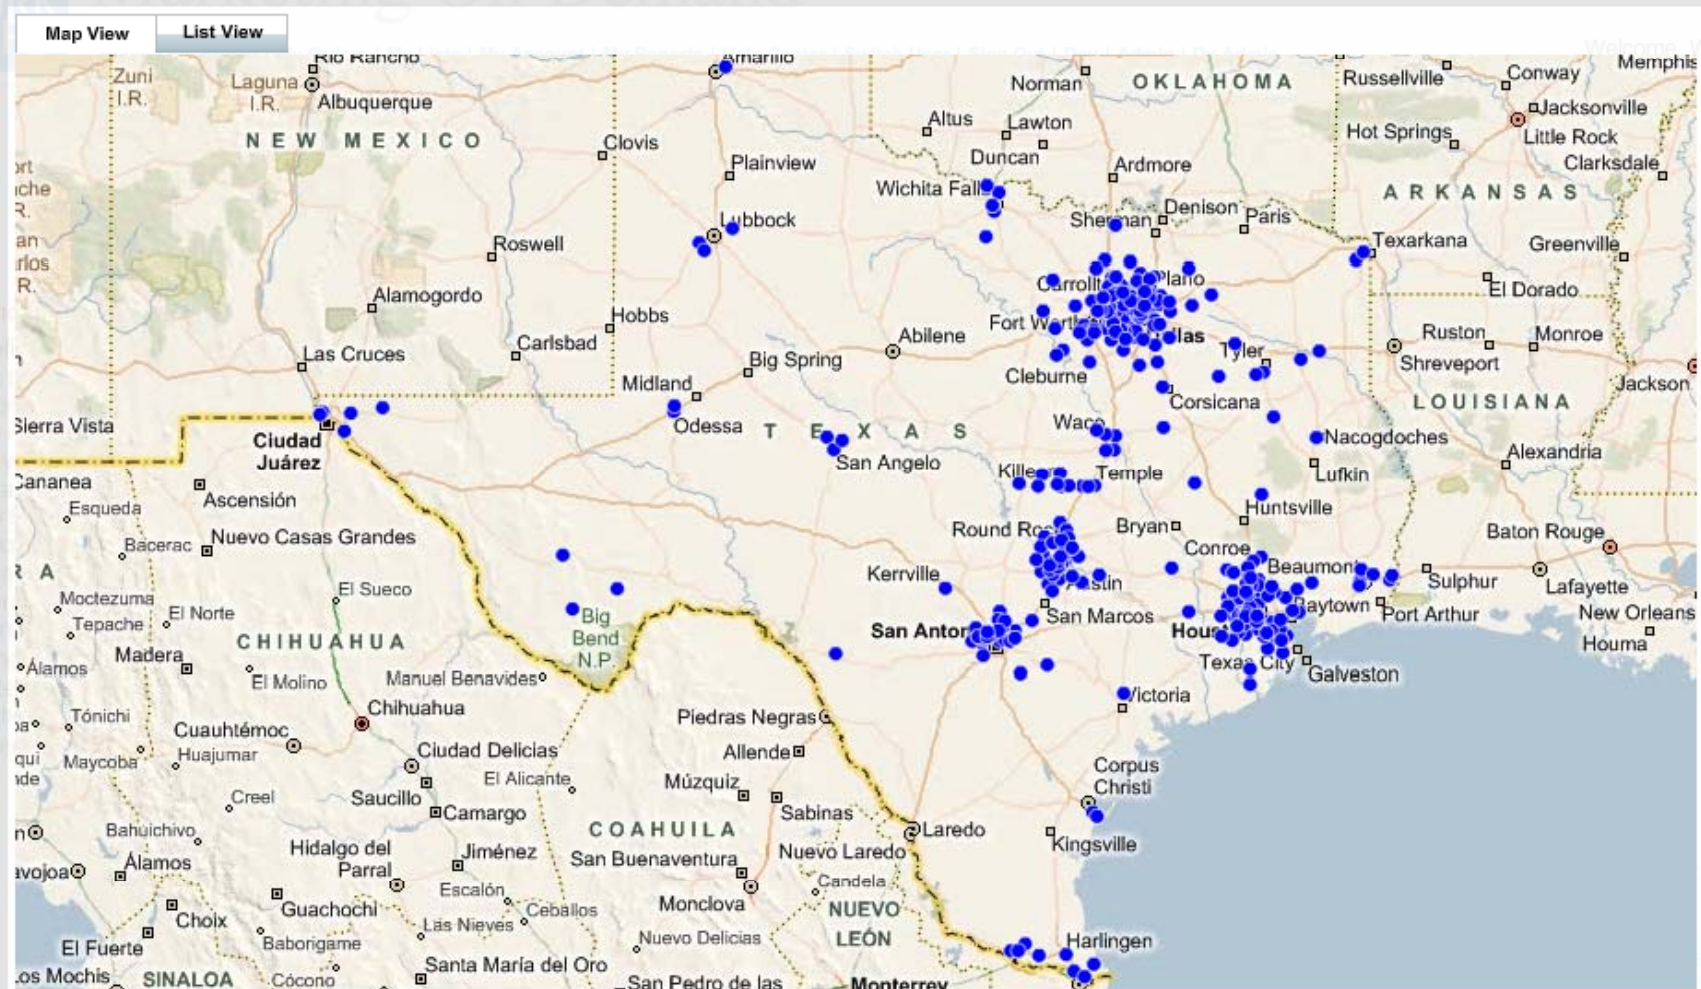 Map View
List View
Rio Rancho
Amarillo
Zuni
I.R.
Laguna
I.R.
Albuquerque
NEW MEXICO
Clovis
Plainview
Norman
OKLAHOMA
Russellville
Conway
Memphis
Jacksonville
Little Rock
Hot Springs
Clarksdale
Altus
Lawton
Duncan
Ardmore
ARKANSAS
Wichita Fall
Lubbock
Roswell
Sherman
Denison
Paris
Texarkana
Greenville
El Dorado
Alamogordo
Hobbs
Carlsbad
Las Cruces
Carrollt
Plano
Fort Worth
las
Abilene
Big Spring
Tyler
Ruston
Monroe
Shreveport
Jackson
Midland
Odessa
Cleburne
Corsicana
LOUISIANA
Sierra Vista
Ciudad
Juárez
TEXAS
Waco
Nacogdoches
San Angelo
Lufkin
Alexandria
Cananea
Ascensión
Killee
Temple
Esqueda
Bacerac
Nuevo Casas Grandes
Round Roc
Bryan
Huntsville
Baton Rouge
R A
Moctezuma
Tepache
El Norte
El Sueco
Kerrville
Austin
Conroe
Beaumont
Sulphur
Lafayette
San Marcos
Baytown
Port Arthur
New Orleans
Houma
Big
Bend
N.P.
CHIHUAHUA
San Anton
Houst
Texas City
Galveston
Madera
Álamos
El Molino
Manuel Benavides
Victoria
Tónichi
Chihuahua
Cuauhtémoc
Huajumar
Maycoba
Piedras Negras
Ciudad Delicias
Allende
El Alicante
Múzquiz
Corpus
Christi
Creel
Saucillo
Camargo
Sabinas
Bahuichivo
COAHUILA
Laredo
Kingsville
Hidalgo del
Parral
Jiménez
San Buenaventura
Nuevo Laredo
avojoa
Álamos
Escalón
Candela
Choix
Guachochi
Ceballos
Monclova
NUEVO
LEÓN
Las Nieves
El Fuerte
Baborigame
Nuevo Delicias
Harlingen
Los Mochis
SINALOA
Cócono
Santa María del Oro
San Pedro de las
Monterrey